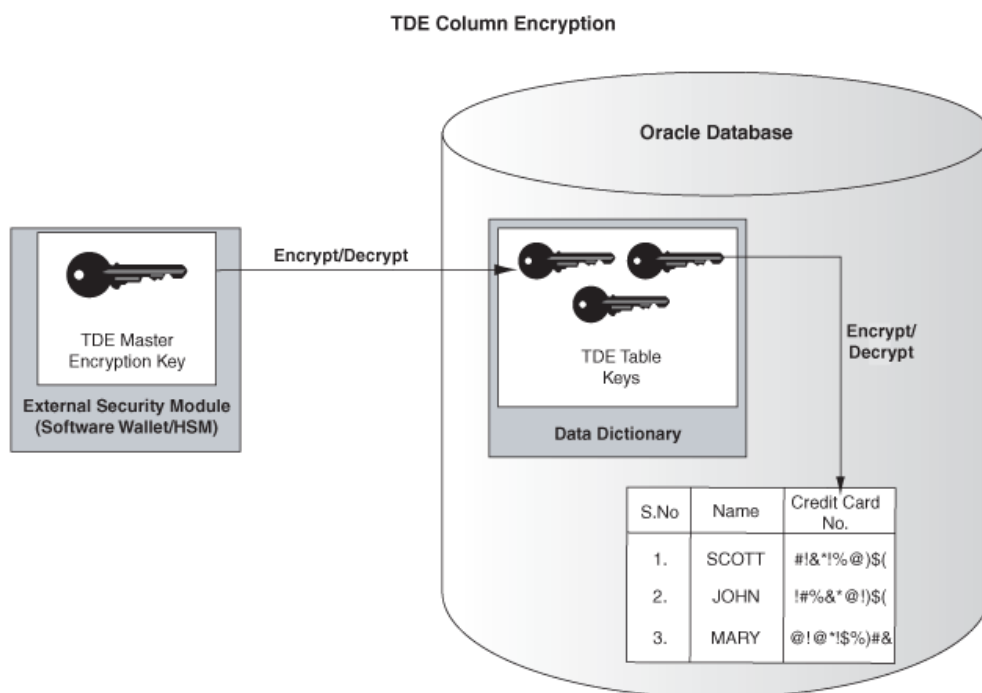 TDE Column Encryption
Oracle Database
Encrypt/Decrypt
TDE Master
Encryption Key
External Security Module
(Software Wallet/HSM)
TDE Table
Keys
Data Dictionary
Encrypt/
Decrypt
S.No Name Credit Card No.
1. SCOTT #!&*!%@)$(
2. JOHN !#%&*@!)$(
3. MARY @!@*!$%)#&